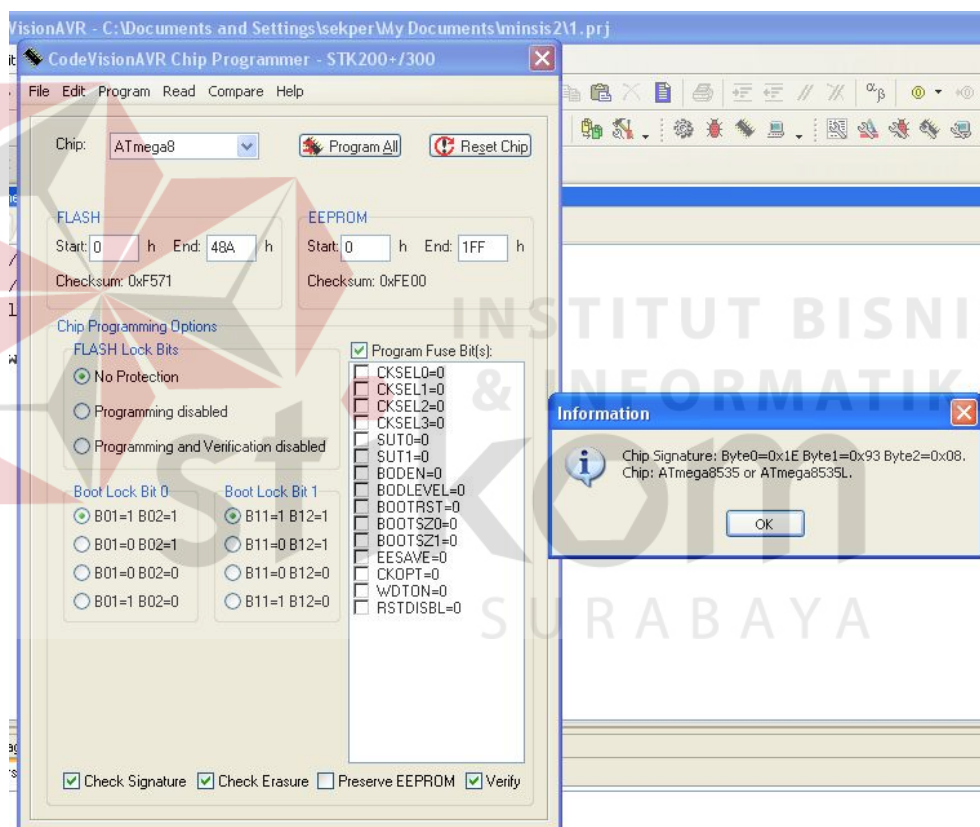 VisionAVR - C:\Documents and Settings\sekper\My Documents\minsis2\1.prj
CodeVisionAVR Chip Programmer - STK200+/300
File Edit Program Read Compare Help
Chip: ATmega8 Program All Reset Chip
FLASH
Start: 0 h End: 48A h
Checksum: 0xF571
EEPROM
Start: 0 h End: 1FF h
Checksum: 0xFE00
Chip Programming Options
FLASH Lock Bits
No Protection
Programming disabled
Programming and Verification disabled
Boot Lock Bit 0
B01=1 B02=1
B01=0 B02=1
B01=0 B02=0
B01=1 B02=0
Boot Lock Bit 1
B11=1 B12=1
B11=0 B12=1
B11=0 B12=0
B11=1 B12=0
Program Fuse Bit(s):
CKSEL0=0
CKSEL1=0
CKSEL2=0
CKSEL3=0
SUT0=0
SUT1=0
BODEN=0
BODLEVEL=0
BOOTRST=0
BOOTSZ0=0
BOOTSZ1=0
EESAVE=0
CKOPT=0
WDTON=0
RSTDISBL=0
Check Signature Check Erasure Preserve EEPROM Verify
Information
Chip Signature: Byte0=0x1E Byte1=0x93 Byte2=0x08.
Chip: ATmega8535 or ATmega8535L.
OK
INSTITUT BISNI
& INFORMATIK
stikom
SURABAYA